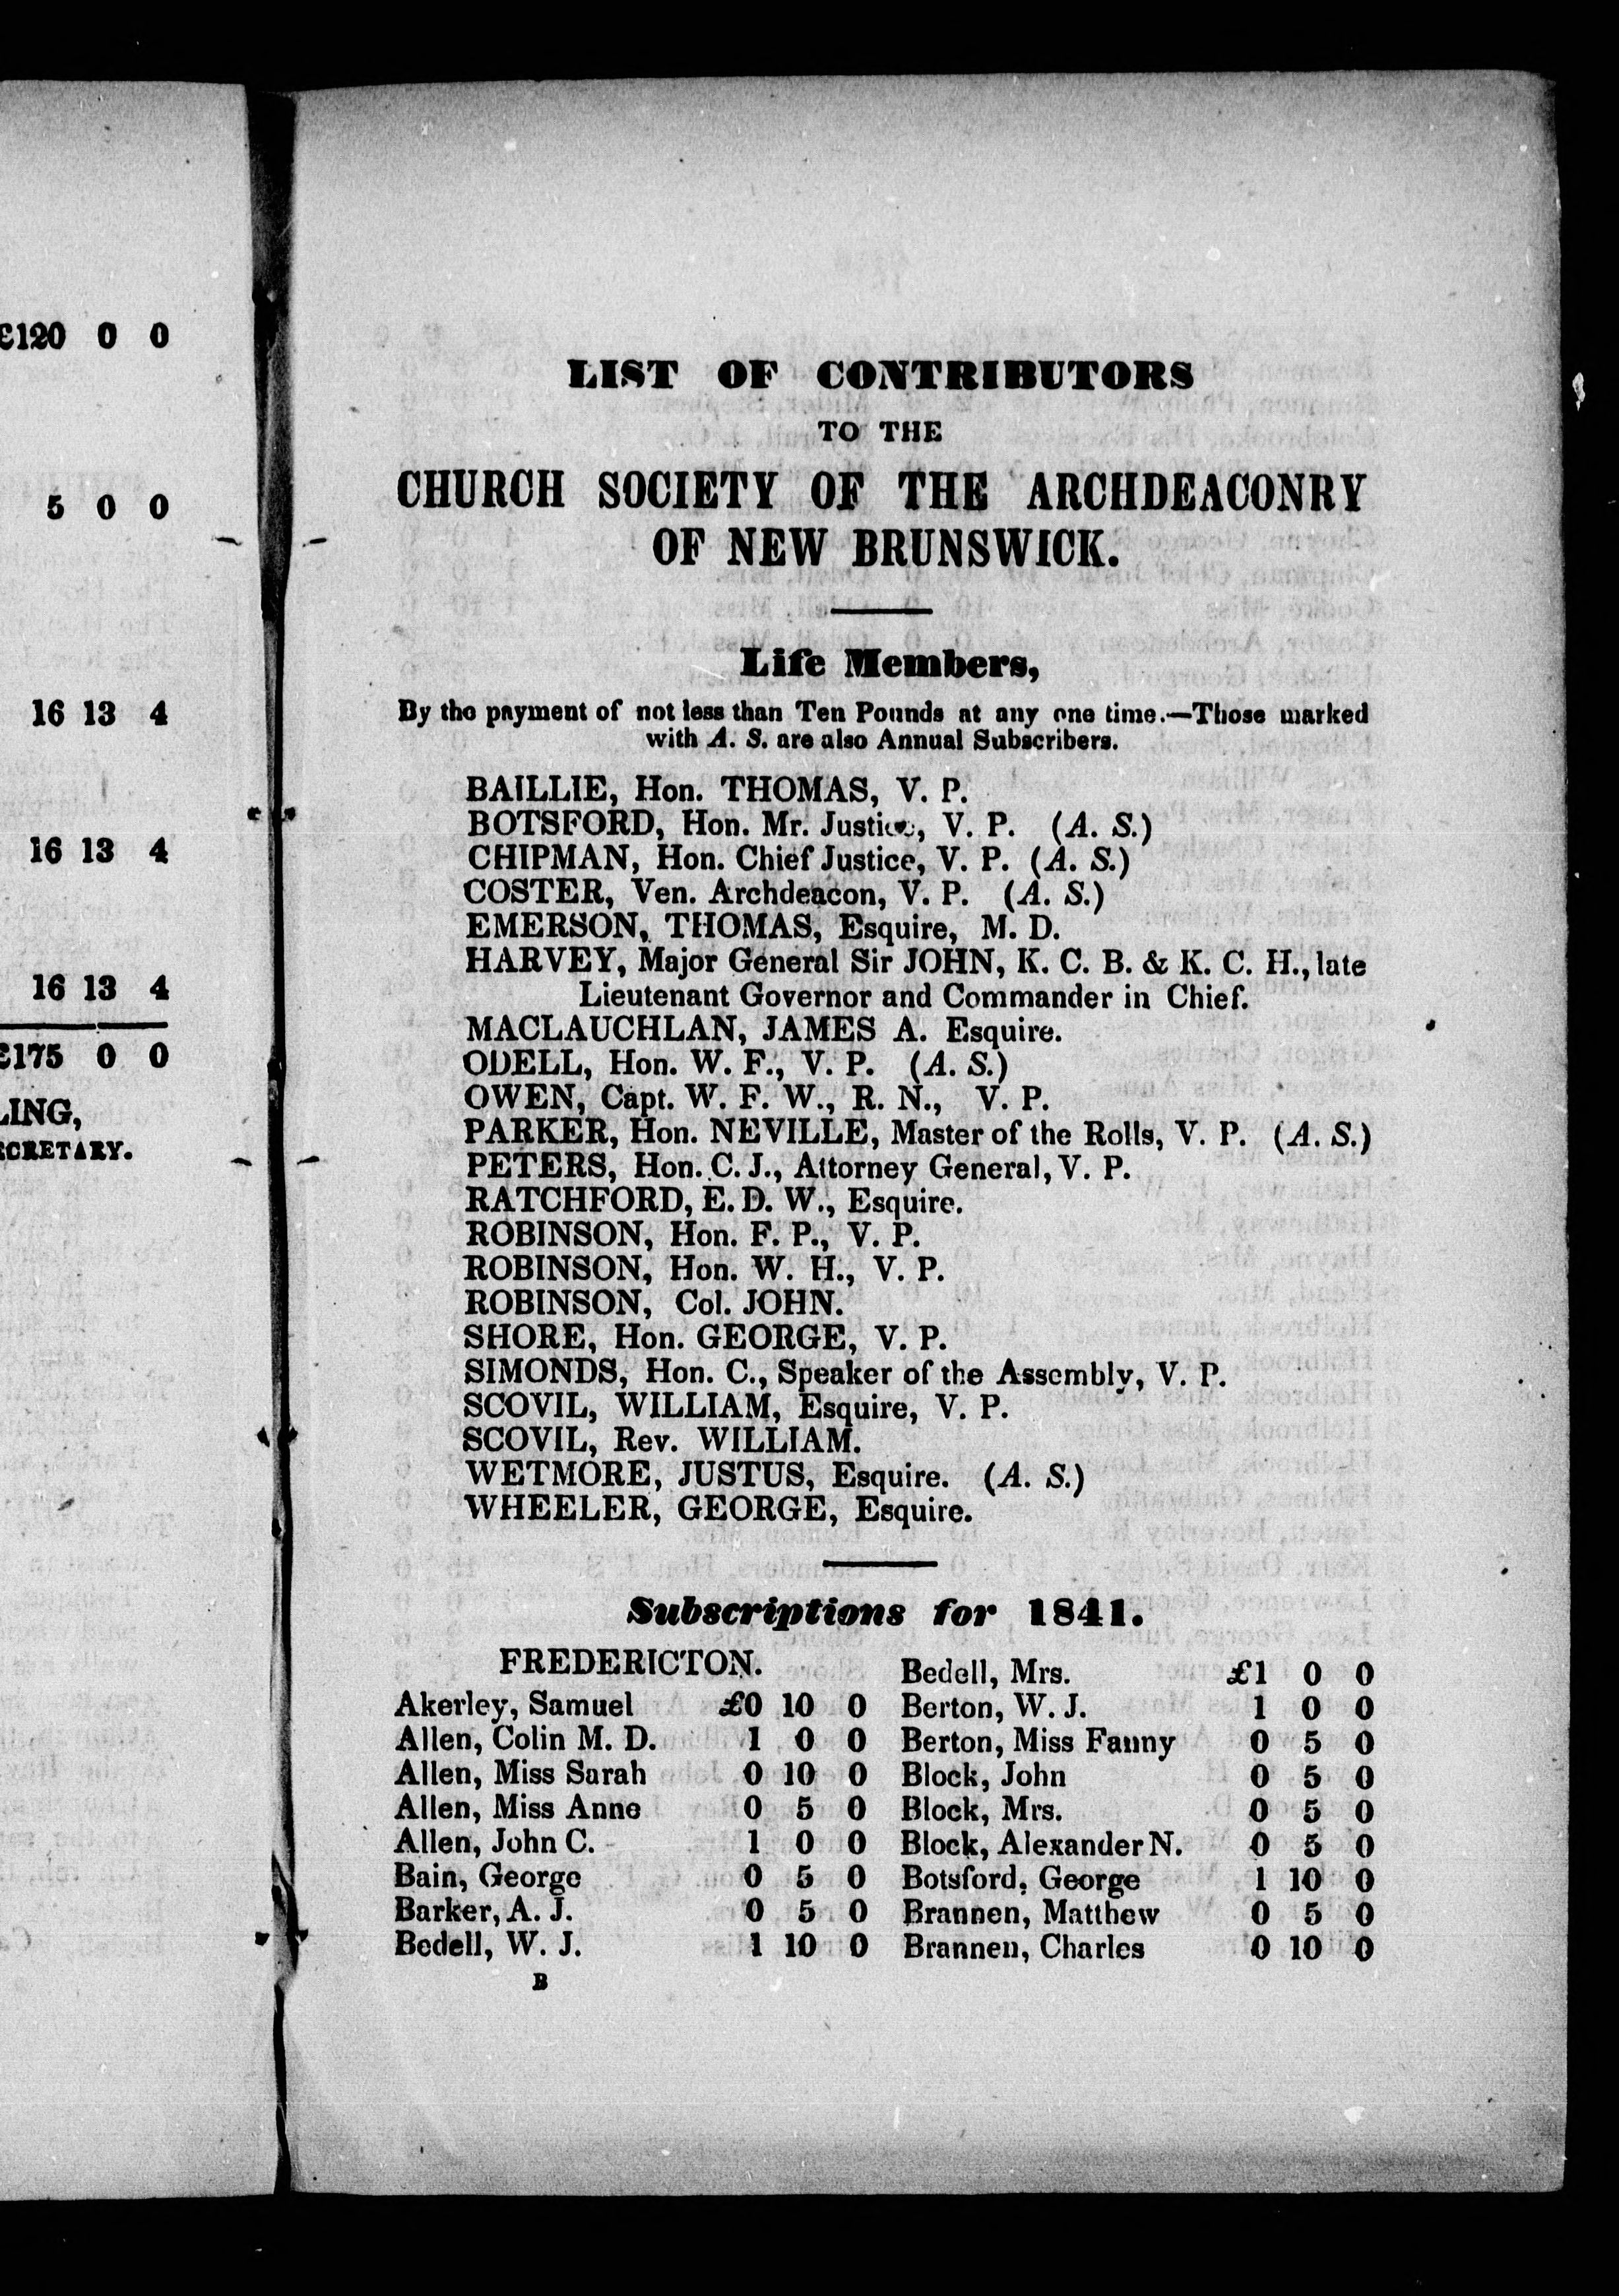 £120 0 0
5 0 0
16 13 4
16 13 4
16 13 4
£175 0 0
LING,
ECRETARY.
LIST OF CONTRIBUTORS
TO THE
CHURCH SOCIETY OF THE ARCHDEACONRY
OF NEW BRUNSWICK.
Life Members,
By the payment of not less than Ten Pounds at any one time.—Those marked
with A. S. are also Annual Subscribers.
BAILLIE, Hon. THOMAS, V. P.
BOTSFORD, Hon. Mr. Justice, V. P. (A. S.)
CHIPMAN, Hon. Chief Justice, V. P. (A. S.)
COSTER, Ven. Archdeacon, V. P. (A. S.)
EMERSON, THOMAS, Esquire, M. D.
HARVEY, Major General Sir JOHN, K. C. B. & K. C. H., late
Lieutenant Governor and Commander in Chief.
MACLAUCHLAN, JAMES A. Esquire.
ODELL, Hon. W. F., V. P. (A. S.)
OWEN, Capt. W. F. W., R. N., V. P.
PARKER, Hon. NEVILLE, Master of the Rolls, V. P. (A. S.)
PETERS, Hon. C. J., Attorney General, V. P.
RATCHFORD, E. D. W., Esquire.
ROBINSON, Hon. F. P., V. P.
ROBINSON, Hon. W. H., V. P.
ROBINSON, Col. JOHN.
SHORE, Hon. GEORGE, V. P.
SIMONDS, Hon. C., Speaker of the Assembly, V. P.
SCOVIL, WILLIAM, Esquire, V. P.
SCOVIL, Rev. WILLIAM.
WETMORE, JUSTUS, Esquire. (A. S.)
WHEELER, GEORGE, Esquire.
Subscriptions for 1841.
FREDERICTON.
Akerley, Samuel £0 10 0
Allen, Colin M. D. 1 0 0
Allen, Miss Sarah 0 10 0
Allen, Miss Anne 0 5 0
Allen, John C. 1 0 0
Bain, George 0 5 0
Barker, A. J. 0 5 0
Bedell, W. J. 1 10 0
Bedell, Mrs. £1 0 0
Berton, W. J. 1 0 0
Berton, Miss Fanny 0 5 0
Block, John 0 5 0
Block, Mrs. 0 5 0
Block, Alexander N. 0 5 0
Botsford, George 1 10 0
Brannen, Matthew 0 5 0
Brannen, Charles 0 10 0
B